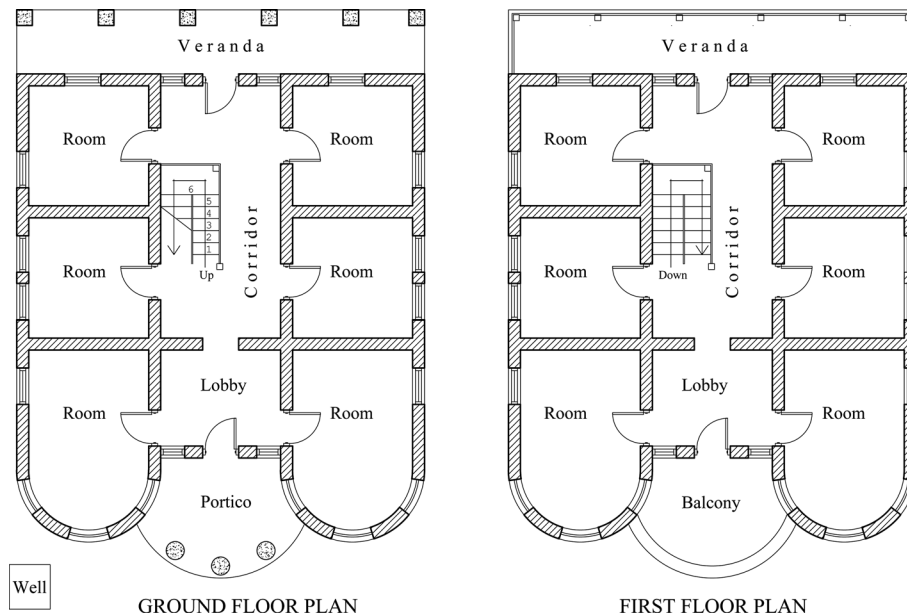 Veranda
Veranda
Room
Room
Room
Room
6
5
4
3
2
1
Corridor
Corridor
Room
Room
Room
Room
Up
Down
Lobby
Lobby
Room
Room
Room
Room
Portico
Balcony
Well
GROUND FLOOR PLAN
FIRST FLOOR PLAN